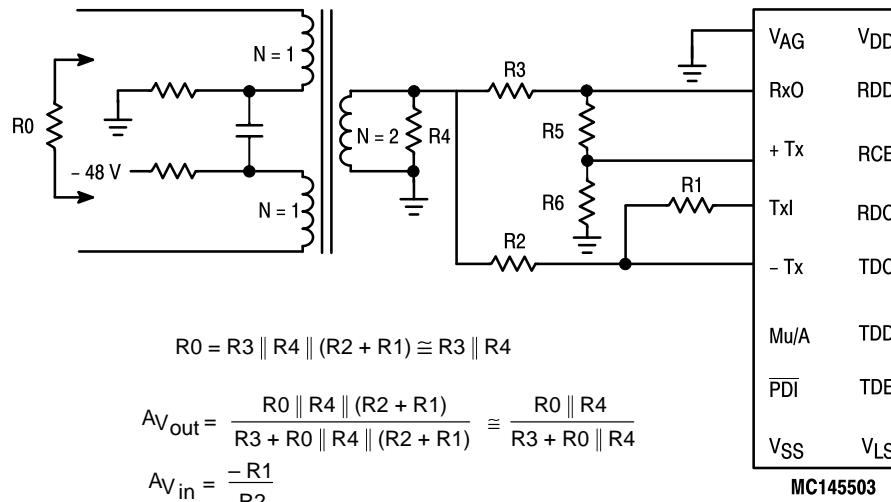 N = 1
R0
– 48 V
N = 1
N = 2
R4
R3
R5
R6
R2
R1
VAG
VDD
RxO
RDD
+ Tx
RCE
TxI
RDC
– Tx
TDC
Mu/A
TDD
PDI
TDE
VSS
VLS
MC145503
R0 = R3 || R4 || (R2 + R1) ≅ R3 || R4
AVout = R0 || R4 || (R2 + R1) / R3 + R0 || R4 || (R2 + R1) ≅ R0 || R4 / R3 + R0 || R4
AVin = – R1 / R2